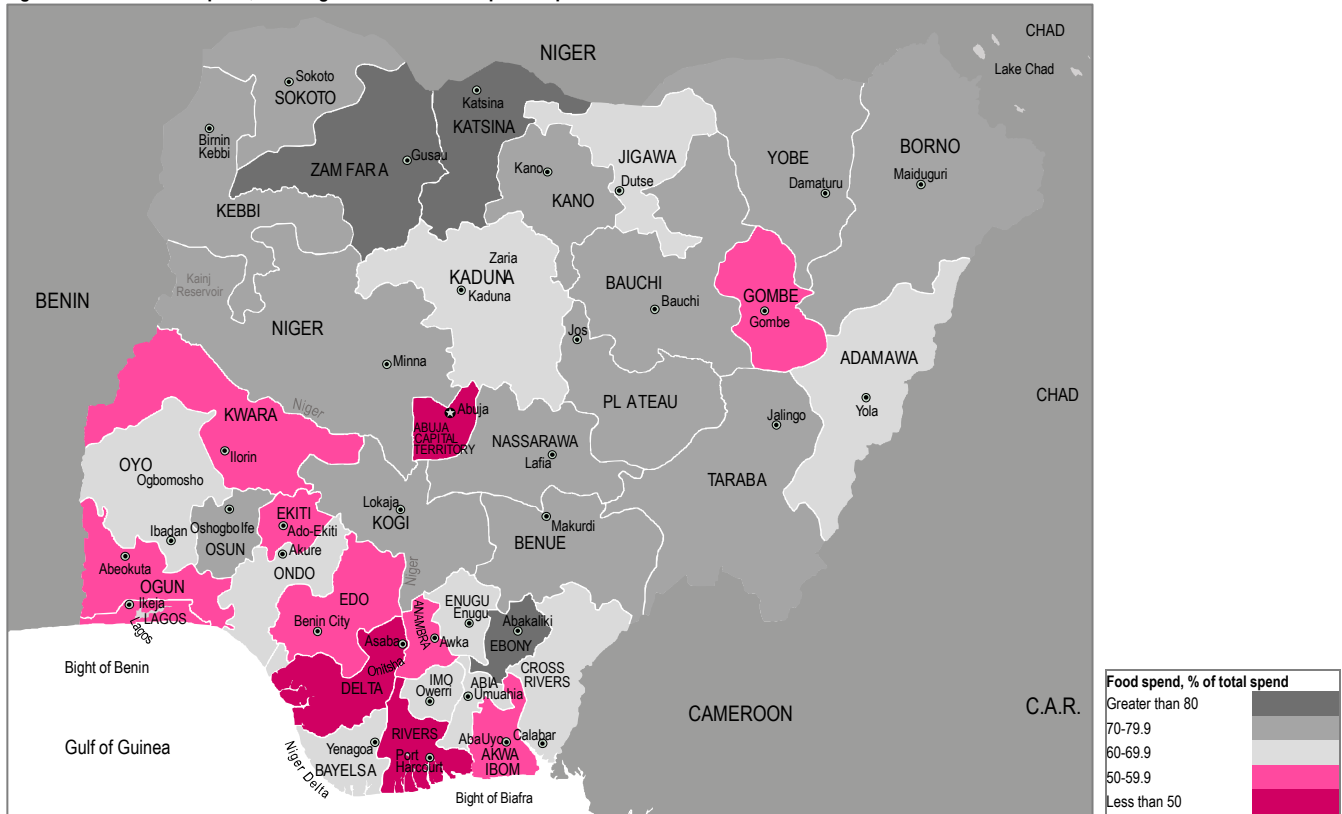 CHAD
NIGER
Lake Chad
Sokoto
SOKOTO
Katsina
KATSINA
Birnin
Kebbi
ZAM FAR A
Gusau
Kano
KANO
JIGAWA
Dutse
YOBE
Damaturu
BORNO
Maiduguri
KEBBI
Zaria
KADUNA
Kaduna
Kainj
Reservoir
BENIN
NIGER
BAUCHI
Bauchi
GOMBE
Gombe
Jos
Minna
ADAMAWA
Yola
CHAD
PL ATEAU
Niger
KWARA
Abuja
ABUJA
CAPITAL
TERRITORY
Jalingo
NASSARAWA
Lafia
Ilorin
OYO
Ogbomosho
TARABA
Lokaja
KOGI
EKITI
Ado-Ekiti
Oshogbo Ife
OSUN
Makurdi
BENUE
Ibadan
Akure
ONDO
Abeokuta
OGUN
Niger
EDO
ENUGU
Enugu
ANAMBRA
Ikeja
LAGOS
Lagos
Benin City
Abakaliki
EBONY
Asaba
Awka
Onitsha
Bight of Benin
CROSS
RIVERS
DELTA
IMO
Owerri
ABIA
Umuahia
CAMEROON
C.A.R.
Gulf of Guinea
RIVERS
Yenagoa
BAYELSA
Port
Harcourt
Aba Uyo
Calabar
AKWA
IBOM
Niger Delta
Bight of Biafra
Food spend, % of total spend
Greater than 80
70-79.9
60-69.9
50-59.9
Less than 50